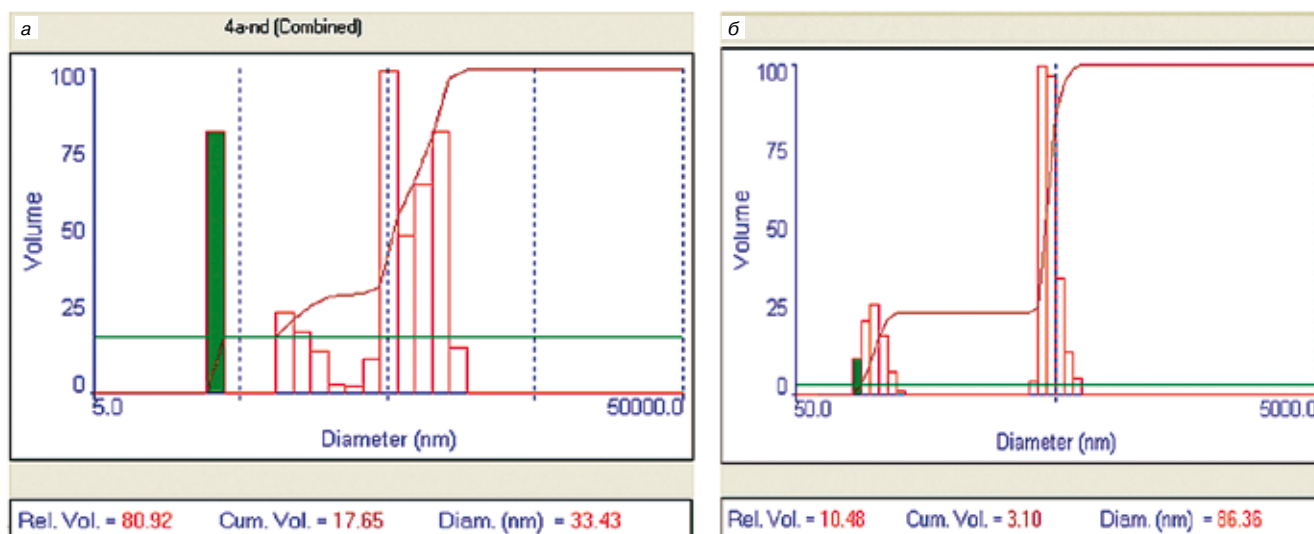 а
4a-nd (Combined)
100
75
50
25
0
Volume
5.0
50000.0
Diameter (nm)
Rel. Vol. = 80.92 Cum. Vol. = 17.65 Diam. (nm) = 33.43
б
100
75
50
25
0
Volume
50.0
5000.0
Diameter (nm)
Rel. Vol. = 10.48 Cum. Vol. = 3.10 Diam. (nm) = 86.36